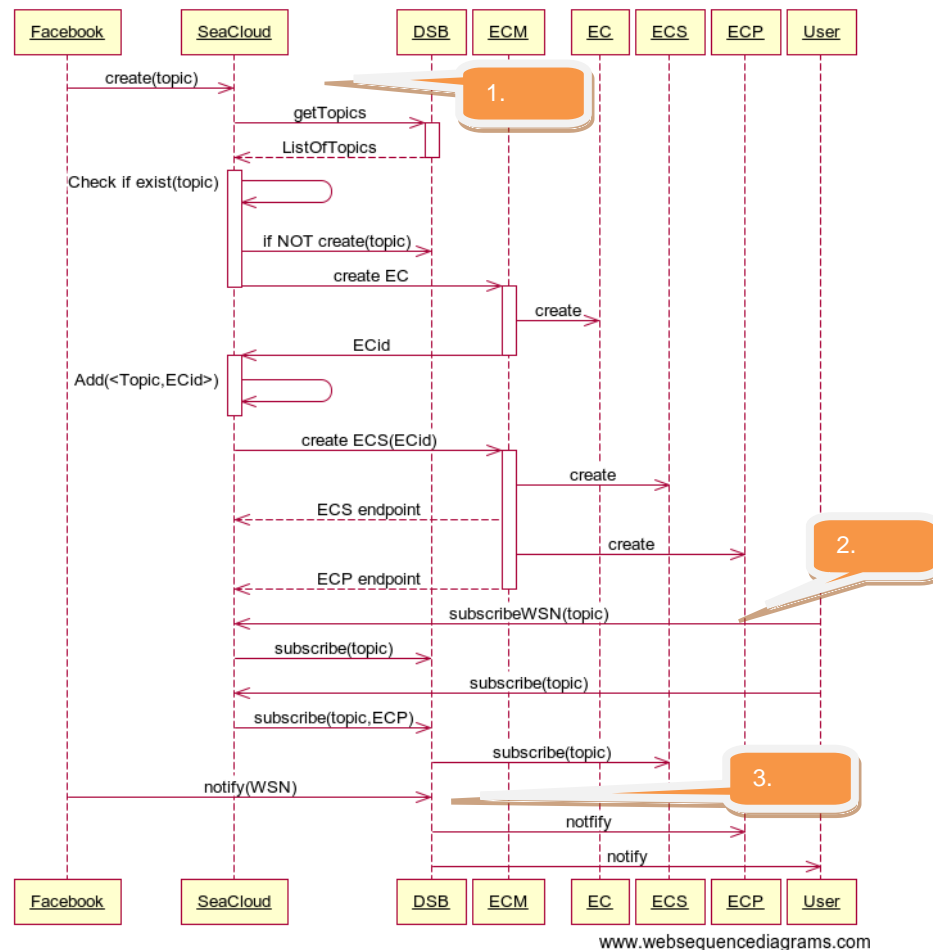 Facebook SeaCloud DSB ECM EC ECS ECP User
create(topic)
1.
getTopics
ListOfTopics
Check if exist(topic)
if NOT create(topic)
create EC
create
ECid
Add(<Topic,ECid>)
create ECS(ECid)
create
ECS endpoint
create
2.
ECP endpoint
subscribeWSN(topic)
subscribe(topic)
subscribe(topic)
subscribe(topic,ECP)
subscribe(topic)
3.
notify(WSN)
notfify
notify
Facebook SeaCloud DSB ECM EC ECS ECP User
www.websequencediagrams.com